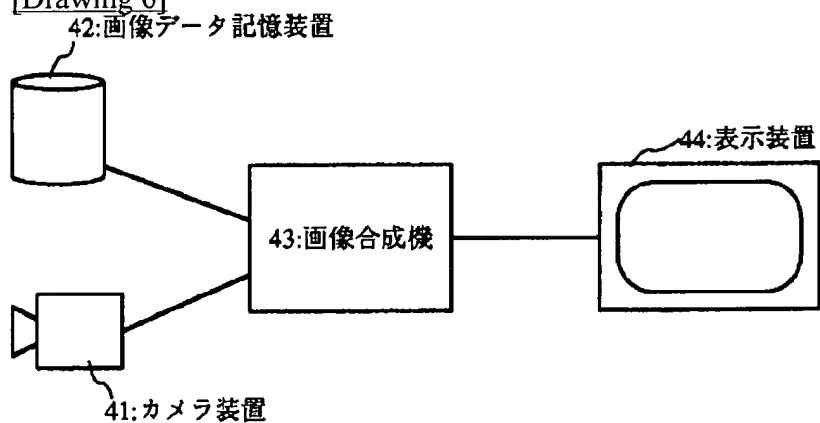 [Drawing 6]
42:画像データ記憶装置
44:表示装置
43:画像合成機
41:カメラ装置